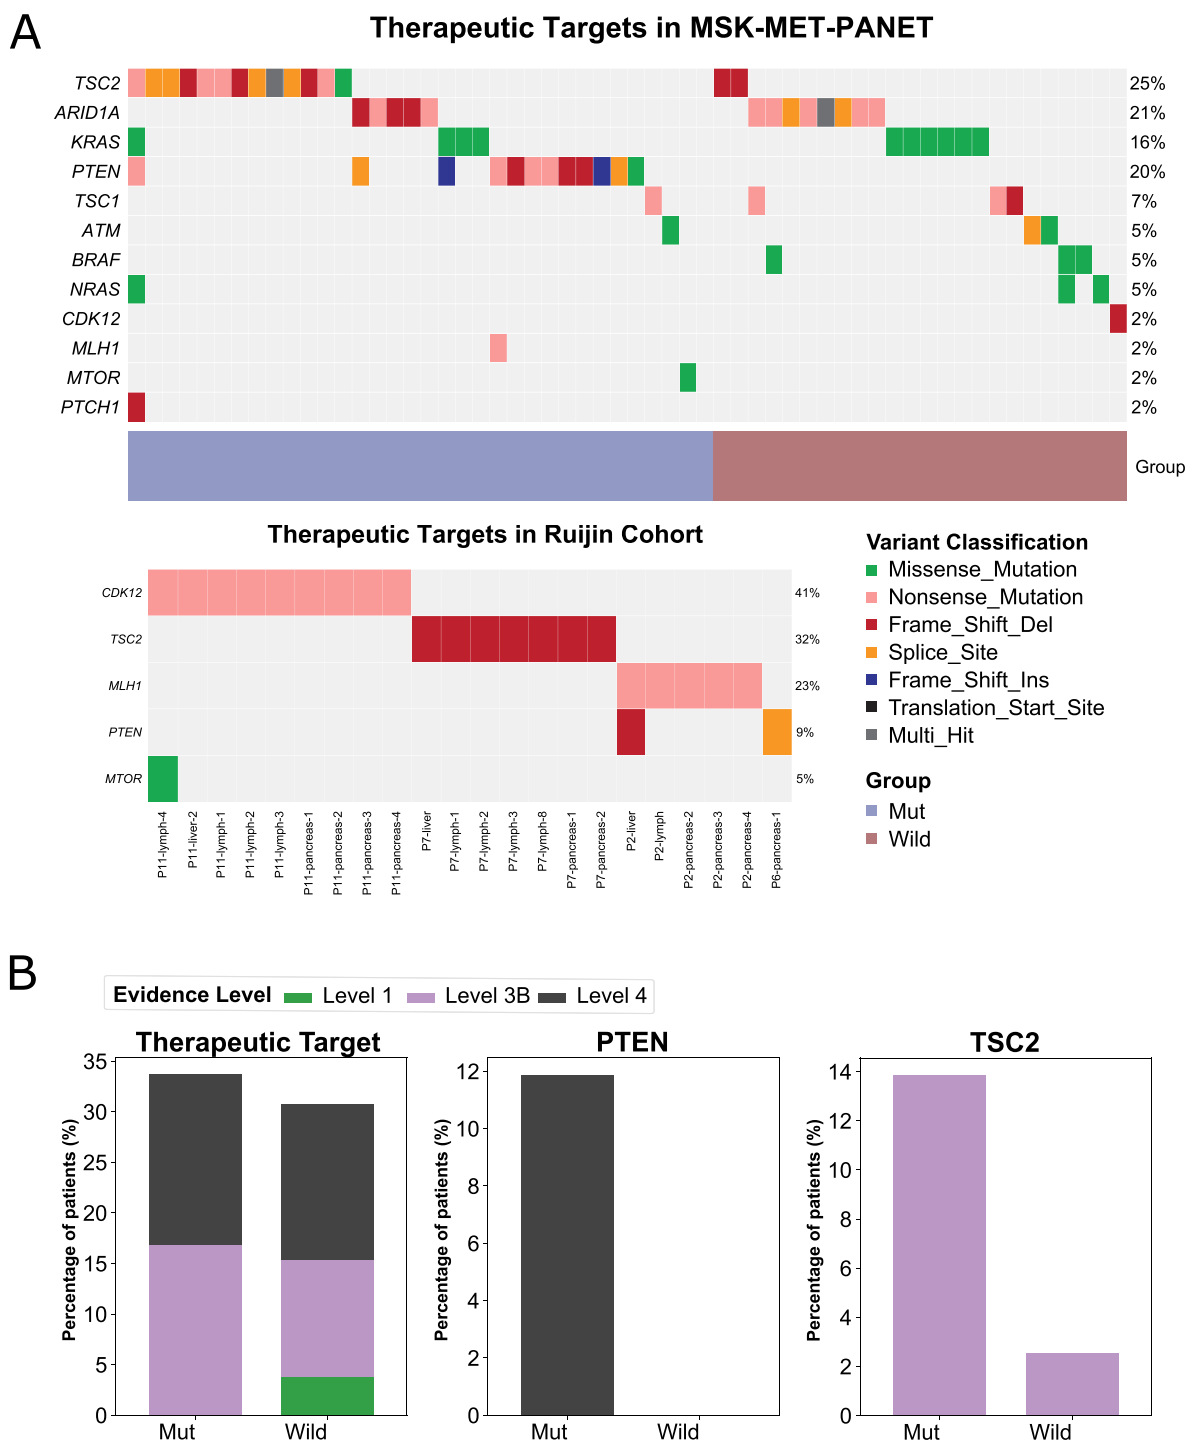 A
Therapeutic Targets in MSK-MET-PANET
TSC2 25%
ARID1A 21%
KRAS 16%
PTEN 20%
TSC1 7%
ATM 5%
BRAF 5%
NRAS 5%
CDK12 2%
MLH1 2%
MTOR 2%
PTCH1 2%
Group
Therapeutic Targets in Ruijin Cohort
CDK12 41%
TSC2 32%
MLH1 23%
PTEN 9%
MTOR 5%
P11-lymph-4
P11-liver-2
P11-lymph-1
P11-lymph-2
P11-lymph-3
P11-pancreas-1
P11-pancreas-2
P11-pancreas-3
P11-pancreas-4
P7-liver
P7-lymph-1
P7-lymph-2
P7-lymph-3
P7-lymph-8
P7-pancreas-1
P7-pancreas-2
P2-liver
P2-lymph
P2-pancreas-2
P2-pancreas-3
P2-pancreas-4
P6-pancreas-1
Variant Classification
Missense_Mutation
Nonsense_Mutation
Frame_Shift_Del
Splice_Site
Frame_Shift_Ins
Translation_Start_Site
Multi_Hit
Group
Mut
Wild
B
Evidence Level Level 1 Level 3B Level 4
Therapeutic Target
Percentage of patients (%)
35
30
25
20
15
10
5
0
Mut Wild
PTEN
Percentage of patients (%)
12
10
8
6
4
2
0
Mut Wild
TSC2
Percentage of patients (%)
14
12
10
8
6
4
2
0
Mut Wild